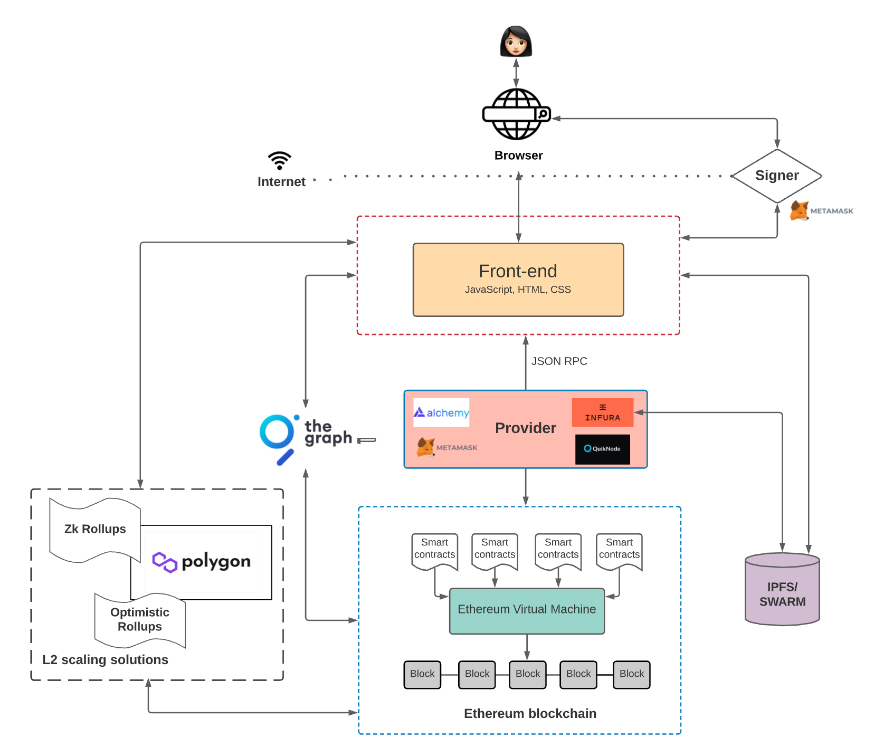 Browser
Internet
Signer
METAMASK
Front-end
JavaScript, HTML, CSS
JSON RPC
alchemy
INFURA
Provider
METAMASK
QuikNode
the
graph
Zk Rollups
polygon
Optimistic
Rollups
L2 scaling solutions
Smart
contracts
Smart
contracts
Smart
contracts
Smart
contracts
Ethereum Virtual Machine
Block
Block
Block
Block
Block
Ethereum blockchain
IPFS/
SWARM